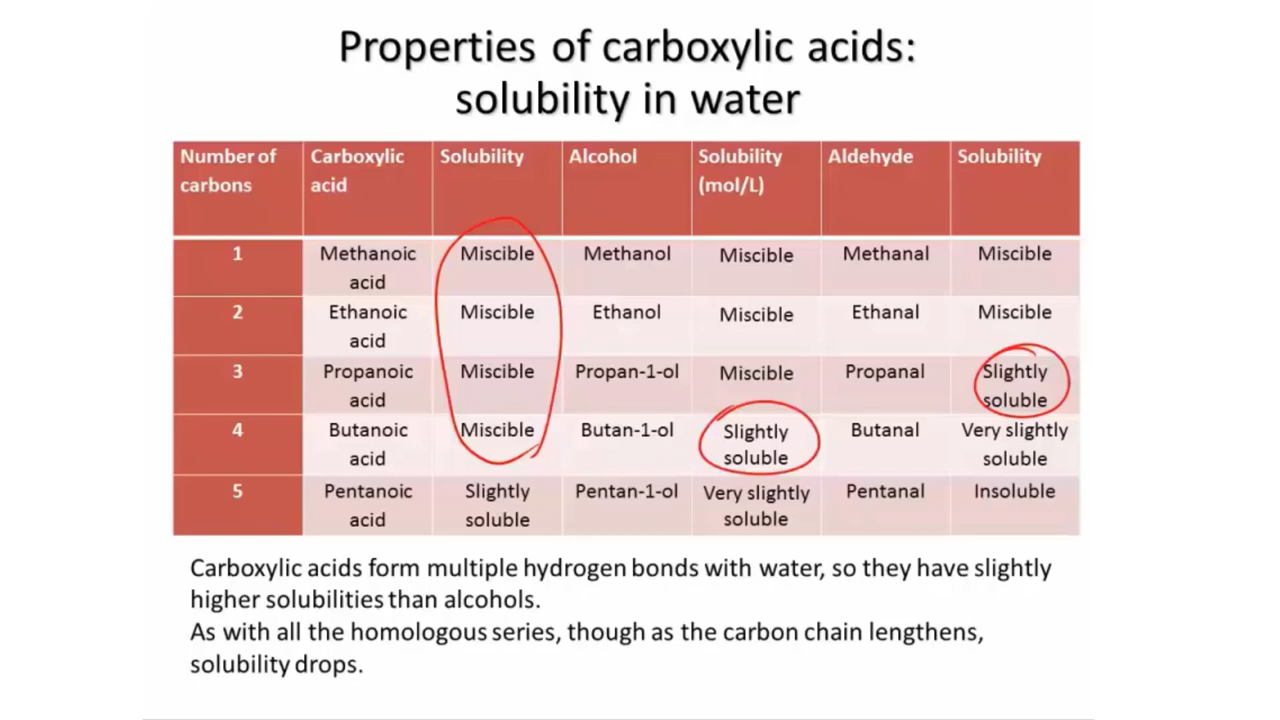 Properties of carboxylic acids:
solubility in water
Number of carbons Carboxylic acid Solubility Alcohol Solubility (mol/L) Aldehyde Solubility
1 Methanoic acid Miscible Methanol Miscible Methanal Miscible
2 Ethanoic acid Miscible Ethanol Miscible Ethanal Miscible
3 Propanoic acid Miscible Propan-1-ol Miscible Propanal Slightly soluble
4 Butanoic acid Miscible Butan-1-ol Slightly soluble Butanal Very slightly soluble
5 Pentanoic acid Slightly soluble Pentan-1-ol Very slightly soluble Pentanal Insoluble
Carboxylic acids form multiple hydrogen bonds with water, so they have slightly
higher solubilities than alcohols.
As with all the homologous series, though as the carbon chain lengthens,
solubility drops.